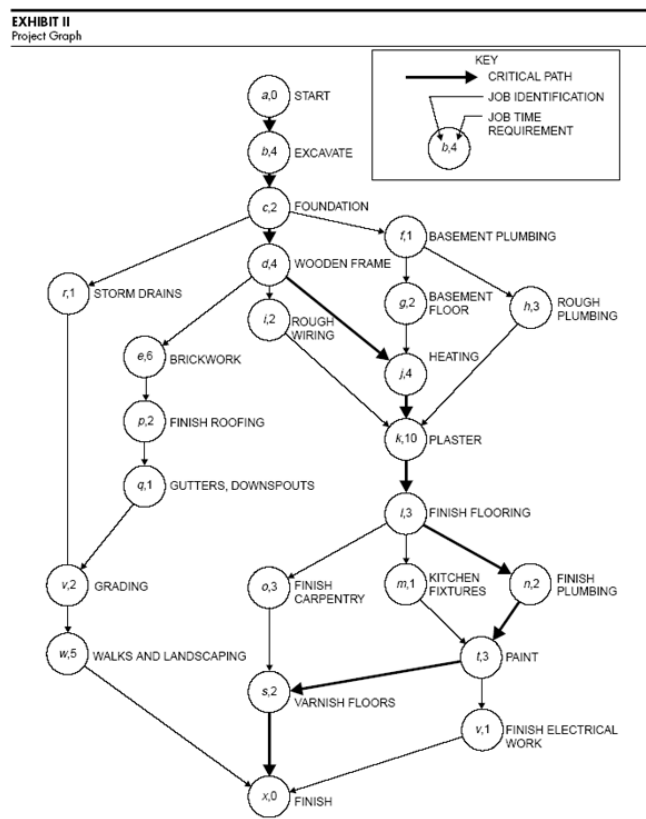 EXHIBIT II
Project Graph
KEY
CRITICAL PATH
JOB IDENTIFICATION
JOB TIME
REQUIREMENT
b,4
a,0 START
b,4 EXCAVATE
c,2 FOUNDATION
f,1 BASEMENT PLUMBING
d,4 WOODEN FRAME
r,1 STORM DRAINS
i,2 ROUGH
WIRING
g,2 BASEMENT
FLOOR
h,3 ROUGH
PLUMBING
e,6 BRICKWORK
HEATING
j,4
p,2 FINISH ROOFING
k,10 PLASTER
q,1 GUTTERS, DOWNSPOUTS
l,3 FINISH FLOORING
v,2 GRADING
o,3 FINISH
CARPENTRY
m,1 KITCHEN
FIXTURES
n,2 FINISH
PLUMBING
w,5 WALKS AND LANDSCAPING
t,3 PAINT
s,2 VARNISH FLOORS
v,1 FINISH ELECTRICAL
WORK
x,0 FINISH